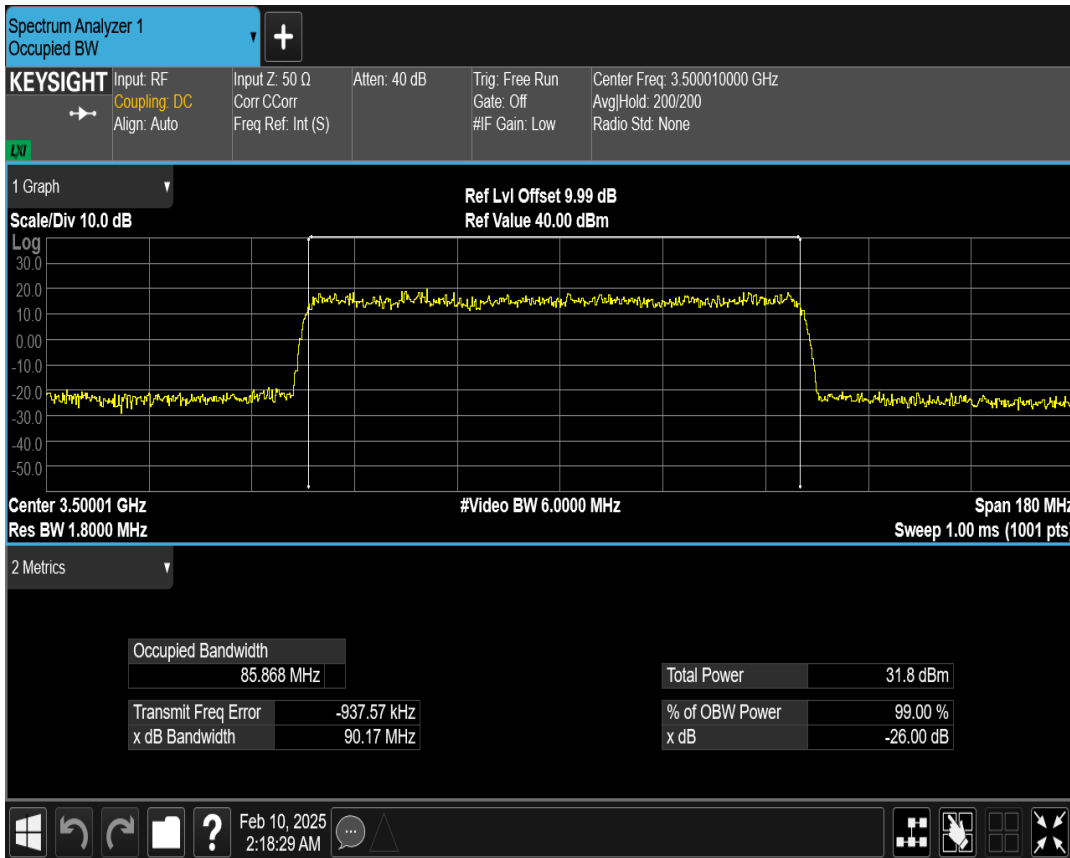 Spectrum Analyzer 1
Occupied BW
KEYSIGHT
Input: RF
Coupling: DC
Align: Auto
Input Z: 50 Ω
Corr CCorr
Freq Ref: Int (S)
Atten: 40 dB
Trig: Free Run
Gate: Off
#IF Gain: Low
Center Freq: 3.500010000 GHz
Avg|Hold: 200/200
Radio Std: None
LXI
1 Graph
Ref Lvl Offset 9.99 dB
Scale/Div 10.0 dB
Ref Value 40.00 dBm
Log
30.0
20.0
10.0
0.00
-10.0
-20.0
-30.0
-40.0
-50.0
Center 3.50001 GHz
#Video BW 6.0000 MHz
Span 180 MHz
Res BW 1.8000 MHz
Sweep 1.00 ms (1001 pts)
2 Metrics
Occupied Bandwidth
85.868 MHz
Total Power 31.8 dBm
Transmit Freq Error -937.57 kHz
% of OBW Power 99.00 %
x dB Bandwidth 90.17 MHz
x dB -26.00 dB
?
Feb 10, 2025
2:18:29 AM